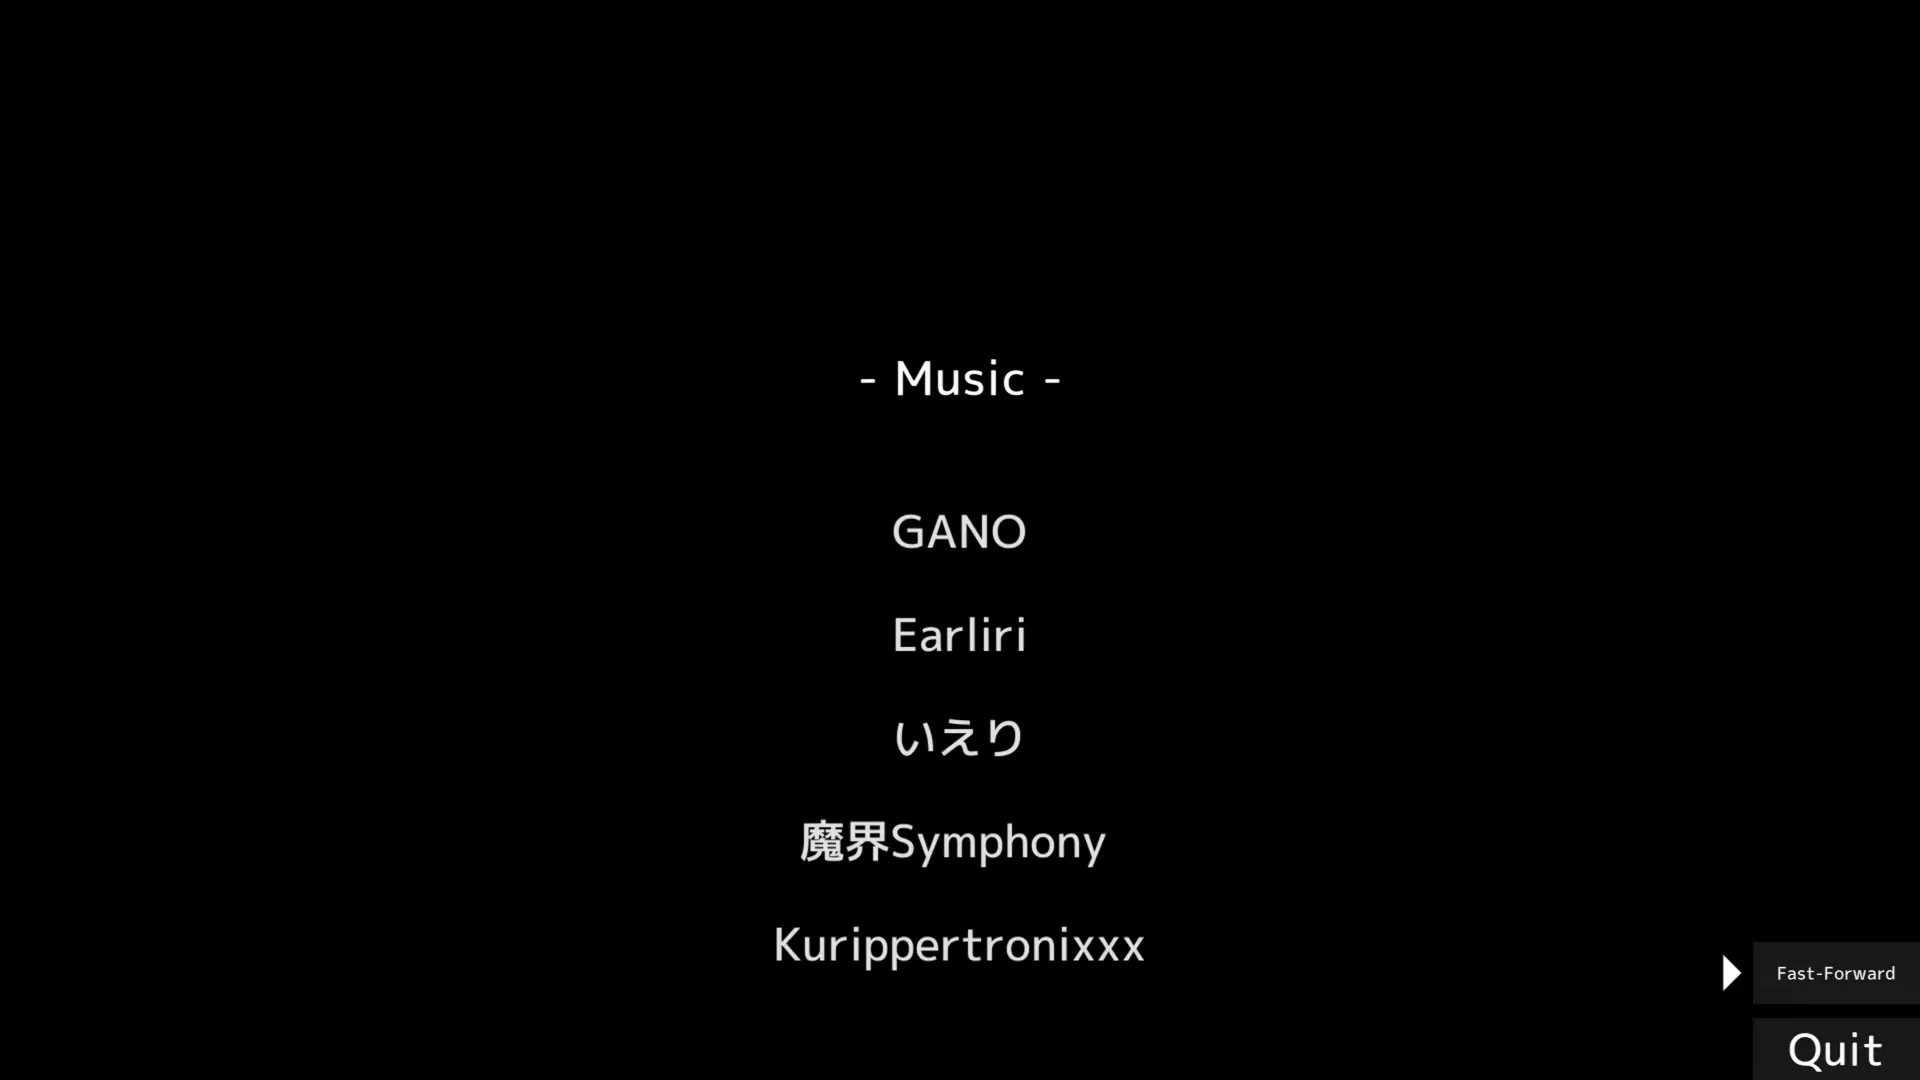 - Music -
GANO
Earliri
いえり
魔界Symphony
Kurippertronixxx
Fast-Forward
Quit